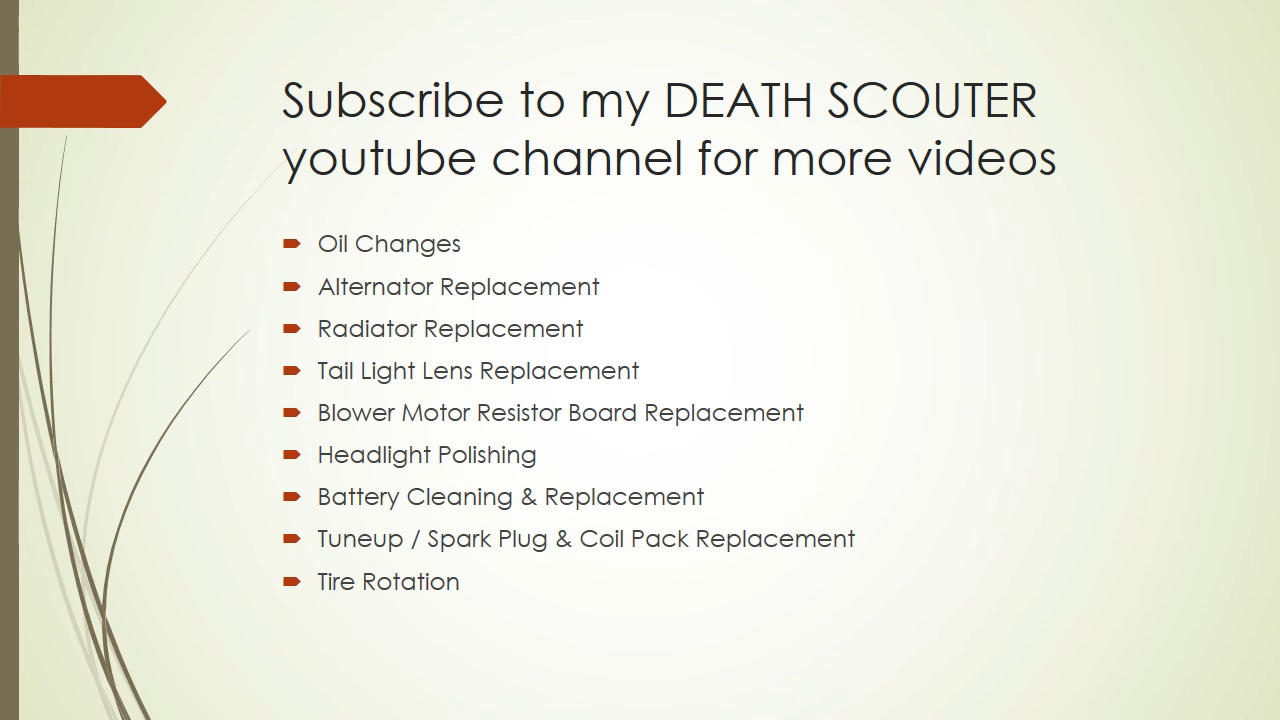 Subscribe to my DEATH SCOUTER
youtube channel for more videos
Oil Changes
Alternator Replacement
Radiator Replacement
Tail Light Lens Replacement
Blower Motor Resistor Board Replacement
Headlight Polishing
Battery Cleaning & Replacement
Tuneup / Spark Plug & Coil Pack Replacement
Tire Rotation